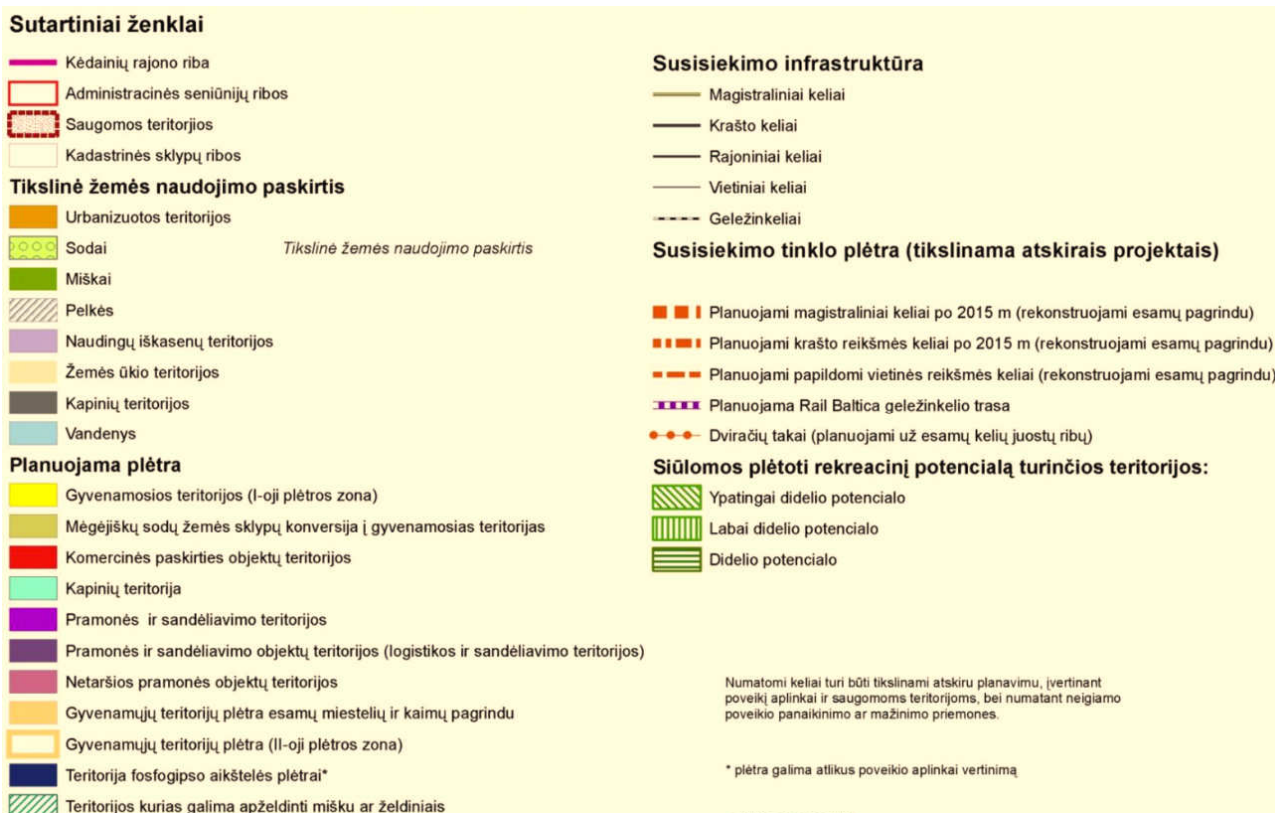 Sutartiniai ženklai
Kėdainių rajono riba
Administracinės seniūnijų ribos
Saugomos teritorjios
Kadastrinės sklypų ribos
Tikslinė žemės naudojimo paskirtis
Urbanizuotos teritorijos
Sodai
Tikslinė žemės naudojimo paskirtis
Miškai
Pelkės
Naudingų iškasenų teritorijos
Žemės ūkio teritorijos
Kapinių teritorijos
Vandenys
Planuojama plėtra
Gyvenamosios teritorijos (I-oji plėtros zona)
Mėgėjiškų sodų žemės sklypų konversija į gyvenamosias teritorijas
Komercinės paskirties objektų teritorijos
Kapinių teritorija
Pramonės ir sandėliavimo teritorijos
Pramonės ir sandėliavimo objektų teritorijos (logistikos ir sandėliavimo teritorijos)
Netaršios pramonės objektų teritorijos
Gyvenamųjų teritorijų plėtra esamų miestelių ir kaimų pagrindu
Gyvenamųjų teritorijų plėtra (II-oji plėtros zona)
Teritorija fosfogipso aikštelės plėtrai*
Teritorijos kurias galima apželdinti mišku ar želdiniais
Susisiekimo infrastruktūra
Magistraliniai keliai
Krašto keliai
Rajoniniai keliai
Vietiniai keliai
Geležinkeliai
Susisiekimo tinklo plėtra (tikslinama atskirais projektais)
Planuojami magistraliniai keliai po 2015 m (rekonstruojami esamų pagrindu)
Planuojami krašto reikšmės keliai po 2015 m (rekonstruojami esamų pagrindu)
Planuojami papildomi vietinės reikšmės keliai (rekonstruojami esamų pagrindu)
Planuojama Rail Baltica geležinkelio trasa
Dviračių takai (planuojami už esamų kelių juostų ribų)
Siūlomos plėtoti rekreacinį potencialą turinčios teritorijos:
Ypatingai didelio potencialo
Labai didelio potencialo
Didelio potencialo
Numatomi keliai turi būti tikslinami atskiru planavimu, įvertinant
poveikį aplinkai ir saugomoms teritorijoms, bei numatant neigiamo
poveikio panaikinimo ar mažinimo priemones.
* plėtra galima atlikus poveikio aplinkai vertinimą